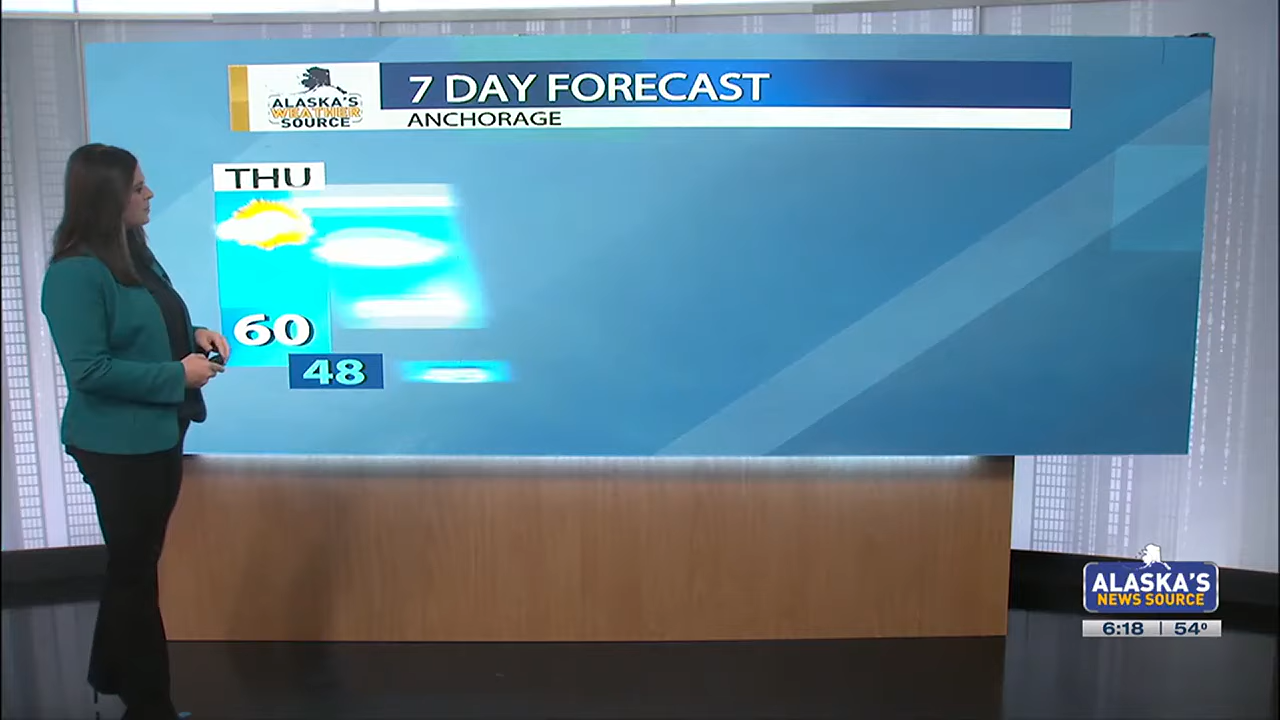 ALASKA'S
WEATHER
SOURCE
7 DAY FORECAST
ANCHORAGE
THU
60
48
ALASKA'S
NEWS SOURCE
6:18 | 54°